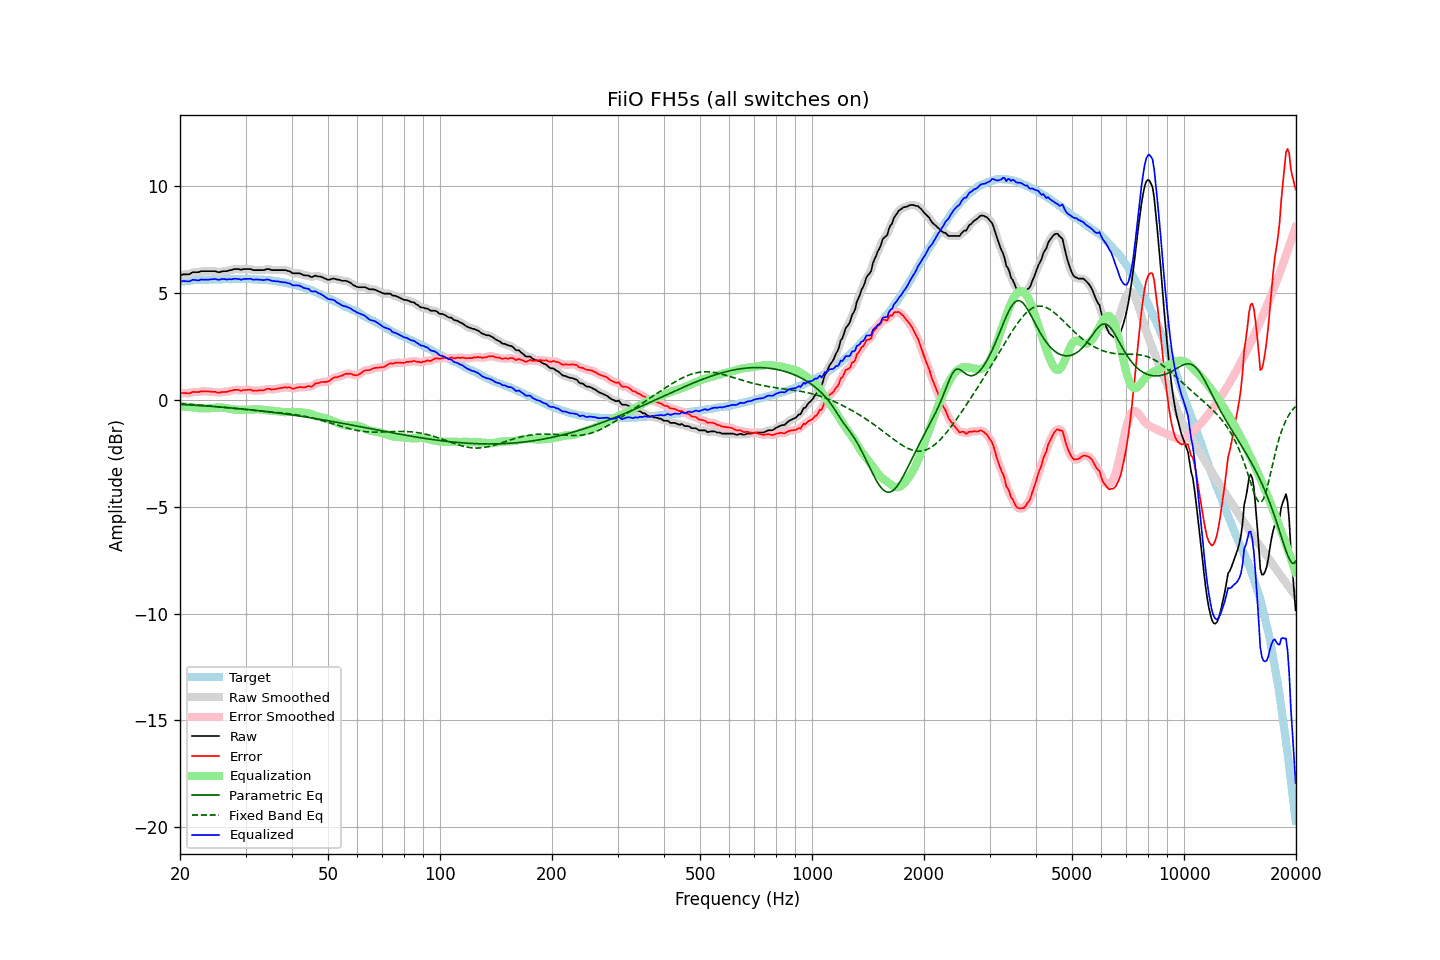 FiiO FH5s (all switches on)
Amplitude (dBr)
10
5
0
−5
−10
−15
−20
Target
Raw Smoothed
Error Smoothed
Raw
Error
Equalization
Parametric Eq
Fixed Band Eq
Equalized
20 50 100 200 500 1000 2000 5000 10000 20000
Frequency (Hz)